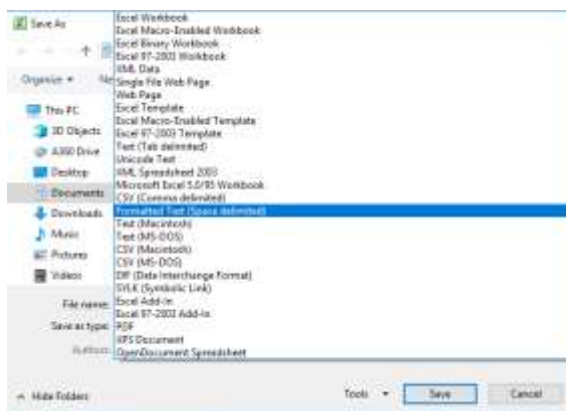 Save As
Excel Workbook
Excel Macro-Enabled Workbook
Excel Binary Workbook
Excel 97-2003 Workbook
XML Data
Single File Web Page
Web Page
Excel Template
Excel Macro-Enabled Template
Excel 97-2003 Template
Text (Tab delimited)
Unicode Text
XML Spreadsheet 2003
Microsoft Excel 5.0/95 Workbook
CSV (Comma delimited)
Formatted Text (Space delimited)
Text (Macintosh)
Text (MS-DOS)
CSV (Macintosh)
CSV (MS-DOS)
DIF (Data Interchange Format)
SYLK (Symbolic Link)
Excel Add-In
Excel 97-2003 Add-In
PDF
XPS Document
OpenDocument Spreadsheet
Organize
Ne
This PC
3D Objects
A360 Drive
Desktop
Documents
Downloads
Music
Pictures
Videos
File name:
Save as type:
Authors:
Hide Folders
Tools
Save
Cancel